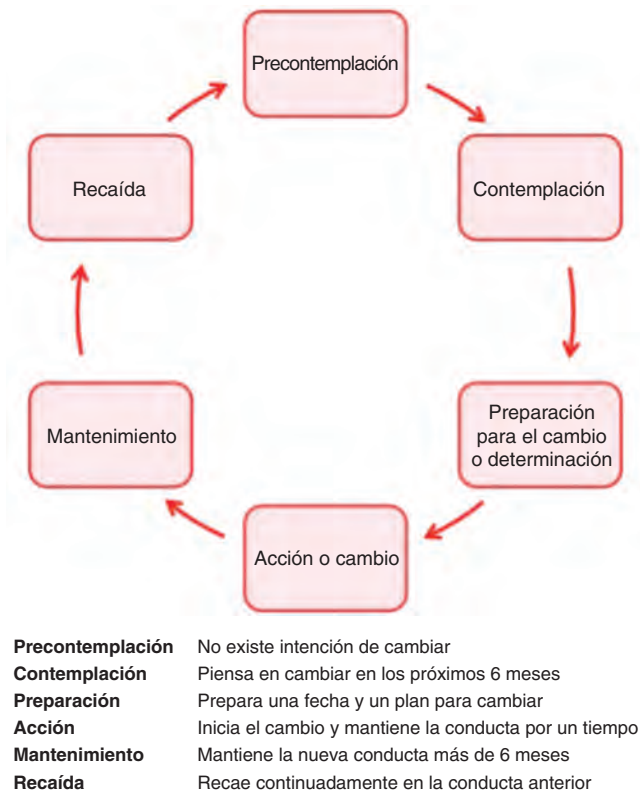 Precontemplación
Recaída
Contemplación
Mantenimiento
Preparación
para el cambio
o determinación
Acción o cambio
Precontemplación No existe intención de cambiar
Contemplación Piensa en cambiar en los próximos 6 meses
Preparación Prepara una fecha y un plan para cambiar
Acción Inicia el cambio y mantiene la conducta por un tiempo
Mantenimiento Mantiene la nueva conducta más de 6 meses
Recaída Recae continuadamente en la conducta anterior